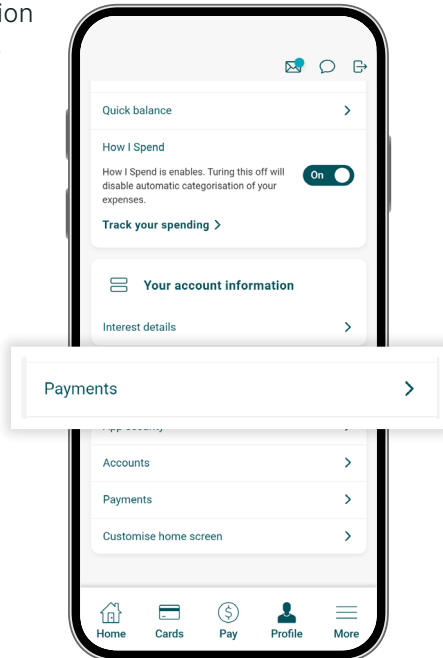 Quick balance
How I Spend
How I Spend is enables. Turing this off will
disable automatic categorisation of your
expenses.
On
Track your spending
Your account information
Interest details
Payments
Accounts
Payments
Customise home screen
Home Cards Pay Profile More